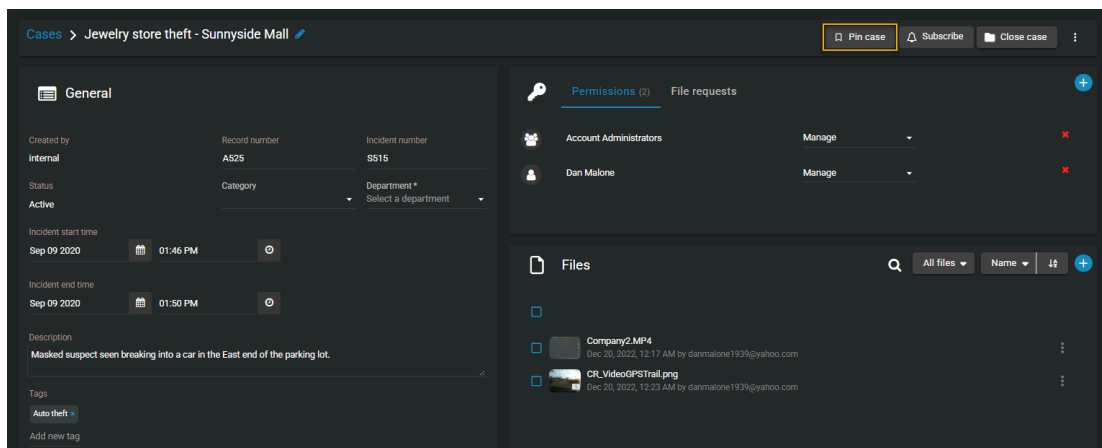 Cases > Jewelry store theft - Sunnyside Mall
Pin case
Subscribe
Close case
General
Created by
Record number
Incident number
internal
A525
S515
Status
Category
Department *
Active
Select a department
Incident start time
Sep 09 2020
01:46 PM
Incident end time
Sep 09 2020
01:50 PM
Description
Masked suspect seen breaking into a car in the East end of the parking lot.
Tags
Auto theft ×
Add new tag
Permissions (2)
File requests
Account Administrators
Manage
Dan Malone
Manage
Files
All files
Name
Company2.MP4
Dec 20, 2022, 12:17 AM by danmalone1939@yahoo.com
CR_VideoGPSTrail.png
Dec 20, 2022, 12:23 AM by danmalone1939@yahoo.com